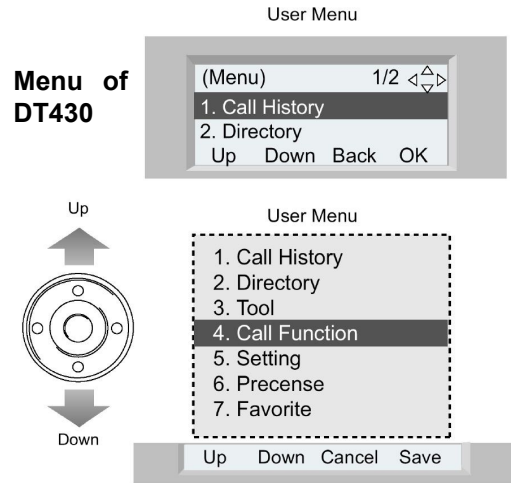 User Menu
Menu of
DT430
(Menu) 1/2
1. Call History
2. Directory
Up Down Back OK
Up
User Menu
1. Call History
2. Directory
3. Tool
4. Call Function
5. Setting
6. Precense
7. Favorite
Down
Up Down Cancel Save